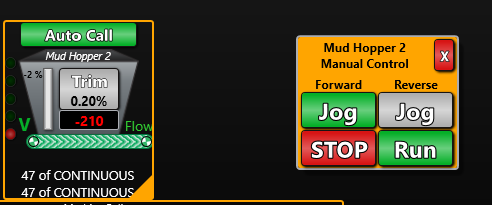 Auto Call
Mud Hopper 2
-2 %
Trim
0.20%
-210
V
Flow
47 of CONTINUOUS
47 of CONTINUOUS
Mud Hopper 2
Manual Control
X
Forward Reverse
Jog Jog
STOP Run